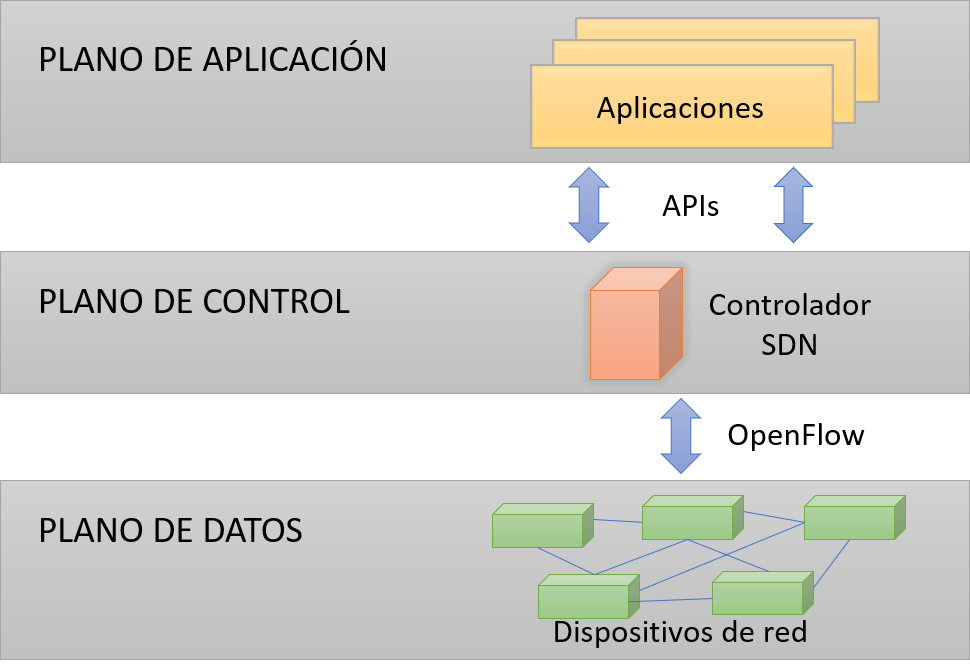 PLANO DE APLICACIÓN
Aplicaciones
APIs
PLANO DE CONTROL
Controlador
SDN
OpenFlow
PLANO DE DATOS
Dispositivos de red